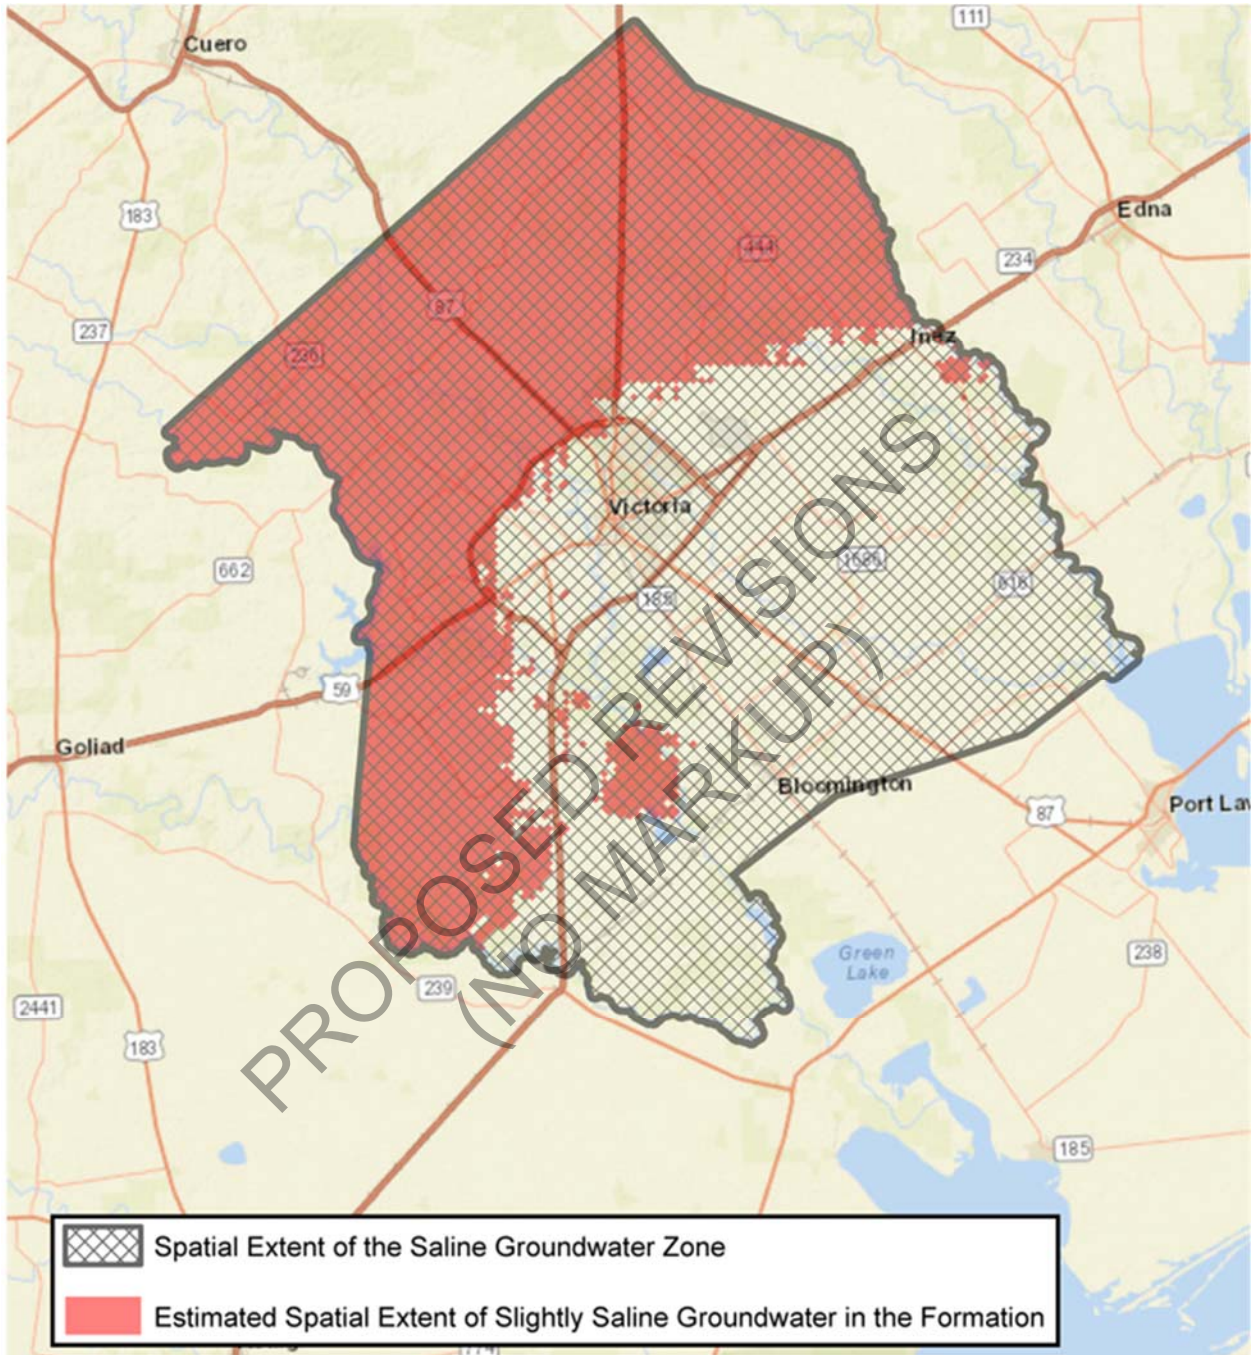 111
Cuero
183
Edna
444
234
87
237
Inez
236
Victoria
662
1686
616
185
59
Goliad
Bloomington
87
Port Lav
Green
Lake
238
239
2441
183
185
PROPOSED REVISIONS
(NO MARKUP)
Spatial Extent of the Saline Groundwater Zone
Estimated Spatial Extent of Slightly Saline Groundwater in the Formation
774